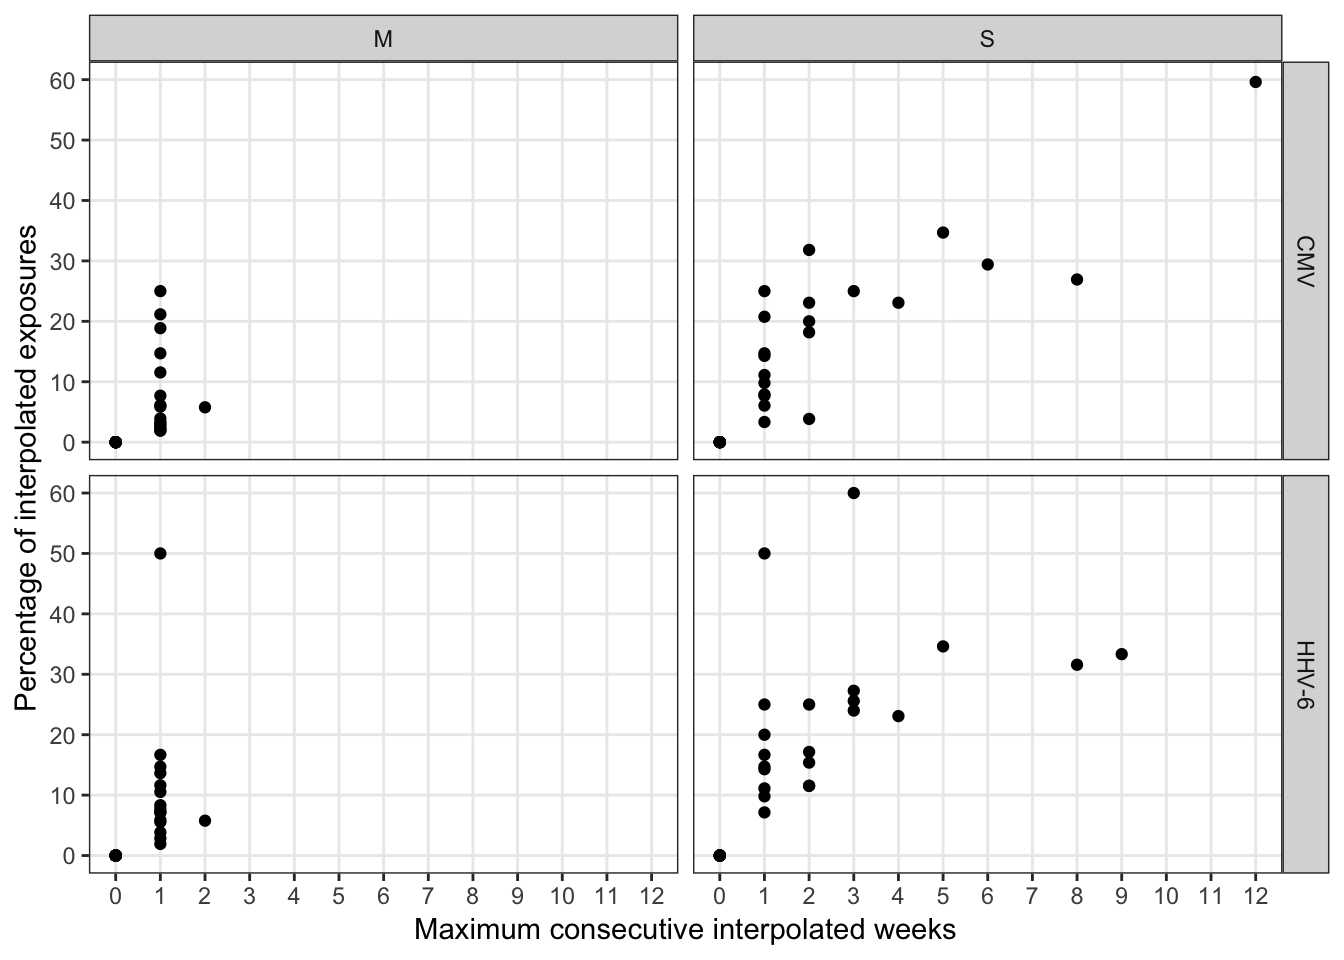 M
S
60
50
40
30
20
10
0
CMV
60
50
40
30
20
10
0
HHV-6
0 1 2 3 4 5 6 7 8 9 10 11 12
0 1 2 3 4 5 6 7 8 9 10 11 12
Maximum consecutive interpolated weeks
Percentage of interpolated exposures